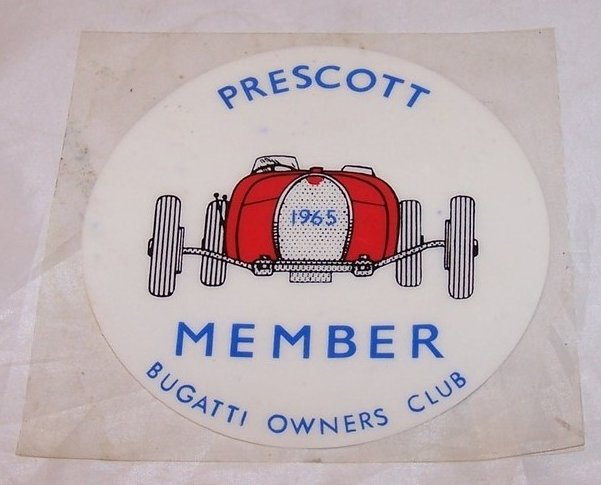 PRESCOTT
1965
MEMBER
BUGATTI OWNERS CLUB